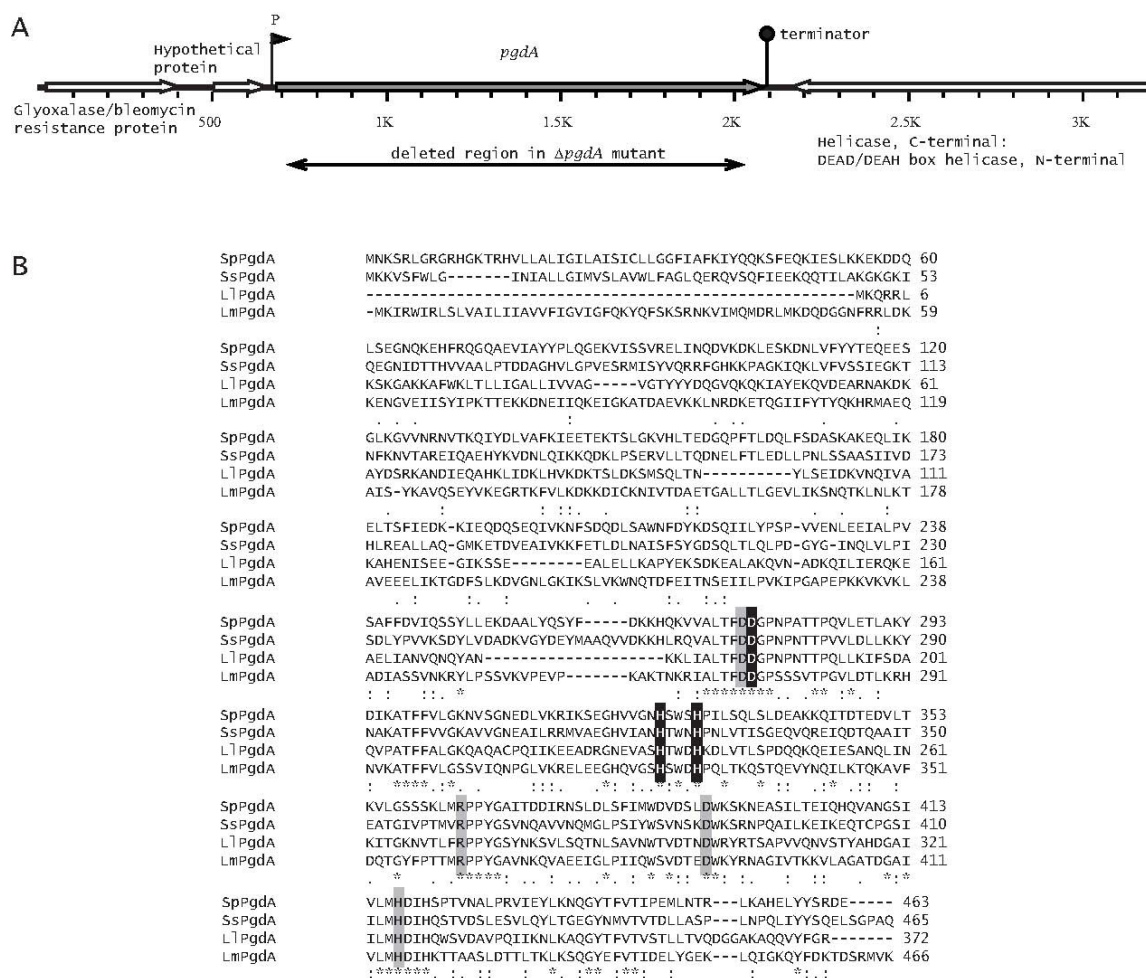 A
P
Hypothetical
protein
pgdA
terminator
Glyoxalase/bleomycin
resistance protein
500
1K
1.5K
2K
2.5K
3K
deleted region in ΔpgdA mutant
Helicase, C-terminal:
DEAD/DEAH box helicase, N-terminal
B
SpPgdA MNKSRLGRGRHGKTRHVLLALIGILAISICLLGGFIAFKIYQQKSFEQKIESLKKEKDDQ 60
SsPgdA MKKVSFWLG-------INIALLGIMVSLAVWLFAGLQERQVSQFIEEKQQTILAKGKGKI 53
LlPgdA ------------------------------------------------------MKQRRL 6
LmPgdA -MKIRWIRLSLVAILIIAVVFIGVIGFQKYQFSKSRNKVIMQMDRLMKDQDGGNFRRLDK 59
:
SpPgdA LSEGNQKEHFRQGQAEVIAYYPLQGEKVISSVRELINQDVKDKLESKDNLVFYYTEQEES 120
SsPgdA QEGNIDTTHVVAALPTDDAGHVLGPVESRMISYVQRRFGHKKPAGKIQKLVFVSSIEGKT 113
LlPgdA KSKGAKKAFWKLTLLIGALLIVVAG-----VGTYYYDQGVQKQKIAYEKQVDEARNAKDK 61
LmPgdA KENGVEIISYIPKTTEKKDNEIIQKEIGKATDAEVKKLNRDKETQGIIFYTYQKHRMAEQ 119
. . : . . .
SpPgdA GLKGVVNRNVTKQIYDLVAFKIEETEKTSLGKVHLTEDGQPFTLDQLFSDASKAKEQLIK 180
SsPgdA NFKNVTAREIQAEHYKVDNLQIKKQDKLPSERVLLTQDNELFTLEDLLPNLSSAASIIVD 173
LlPgdA AYDSRKANDIEQAHKLIDKLHVKDKTSLDKSMSQLTN----------YLSEIDKVNQIVA 111
LmPgdA AIS-YKAVQSEYVKEGRTKFVLKDKKDICKNIVTDAETGALLTLGEVLIKSNQTKLNLKT 178
. : : . : . . :
SpPgdA ELTSFIEDK-KIEQDQSEQIVKNFSDQDLSAWNFDYKDSQIILYPSP-VVENLEEIALPV 238
SsPgdA HLREALLAQ-GMKETDVEAIVKKFETLDLNAISFSYGDSQLTLQLPD-GYG-INQLVLPI 230
LlPgdA KAHENISEE-GIKSSE-----EALELLKAPYEKSDKEALAKQVN-ADKQILIERQKE 161
LmPgdA AVEEELIKTGDFSLKDVGNLGKIKSLVKWNQTDFEITNSEIILPVKIPGAPEPKKVKVKL 238
. : : . . : . : .
SpPgdA SAFFDVIQSSYLLEKDAALYQSYF-----DKKHQKVVALTFDDGPNPATTPQVLETLAKY 293
SsPgdA SDLYPVVKSDYLVDADKVGYDEYMAAQVVDKKHLRQVALTFDDGPNPNTTPVVLDLLKKY 290
LlPgdA AELIANVQNQYAN--------------------KKLIALTFDDGPNPNTTPQLLKIFSDA 201
LmPgdA ADIASSVNKRYLPSSVKVPEVP-------KAKTNKRIALTFDDGPSSSVTPGVLDTLKRH 291
: : * : :******** ** *
SpPgdA DIKATFFVLGKNVSGNEDLVKRIKSEGHVVGNHSWSHPILSQLSLDEAKKQITDTEDVLT 353
SsPgdA NAKATFFVVGKAVVGNEAILRRMVAEGHVIANHTWNHPNLVTISGEQVQREIQDTQAAIT 350
LlPgdA QVPATFFALGKQAQACPQIIKKEADRGNEVASHTWDHKDLVTLSPDQQKQEIESANQLIN 261
LmPgdA NVKATFFVLGSSVIQNPGLVKRELEEGHQVGSHSWDHPQLTKQSTQEVYNQILKTQKAVF 351
SpPgdA KVLGSSSKLMRPPYGAITDDIRNSLDLSFIMWDVDSLDWKSKNEASILTEIQHQVANGSI 413
SsPgdA EATGIVPTMVRPPYGSVNQAVVNQMGLPSIYWSVNSKDWKSRNPQAILKEIKEQTCPGSI 410
LlPgdA KITGKNVTLFRPPYGSYNKSVLSQTNLSAVNWTVDTNDWRYRTSAPVVQNVSTYAHDGAI 321
LmPgdA DQTGYFPTTMRPPYGAVNKQVAEEIGLPIIQWSVDTEDWKYRNAGIVTKKVLAGATDGAI 411
SpPgdA VLMHDIHSPTVNALPRVIEYLKNQGYTFVTIPEMLNTR---LKAHELYYSRDE----- 463
SsPgdA ILMHDIHQSTVDSLESVLQYLTGEGYNMVTVTDLLASP---LNPQLIYYSQELSGPAQ 465
LlPgdA ILMHDIHQWSVDAVPQIIKNLKAQGYTFVTVSTLLTVQDGGAKAQQVYFGR------- 372
LmPgdA VLMHDIHKTTAASLDTTLTKLKSQGYEFVTIDELYGEK---LQIGKQYFDKTDSRMVK 466